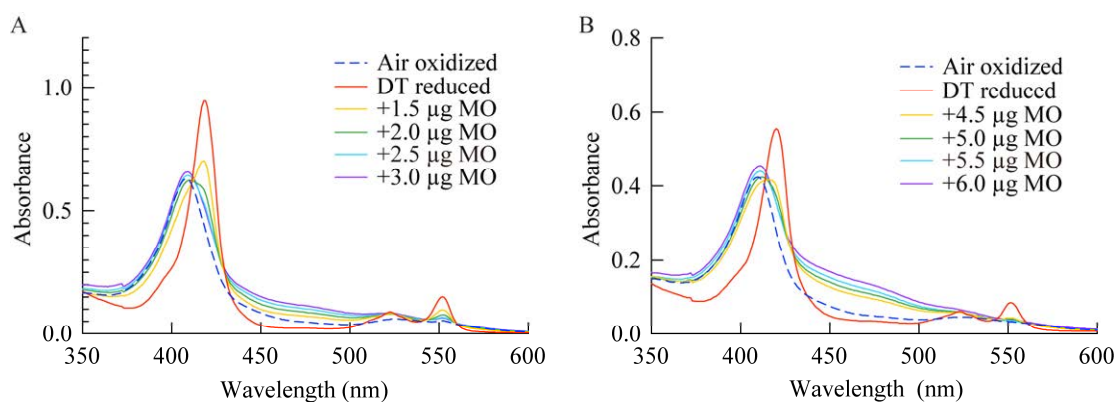 A
Absorbance
1.0
0.5
0.0
350
400
450
500
550
600
Wavelength (nm)
Air oxidized
DT reduced
+1.5 µg MO
+2.0 µg MO
+2.5 µg MO
+3.0 µg MO
B
Absorbance
0.8
0.6
0.4
0.2
0.0
350
400
450
500
550
600
Wavelength (nm)
Air oxidized
DT reduced
+4.5 µg MO
+5.0 µg MO
+5.5 µg MO
+6.0 µg MO